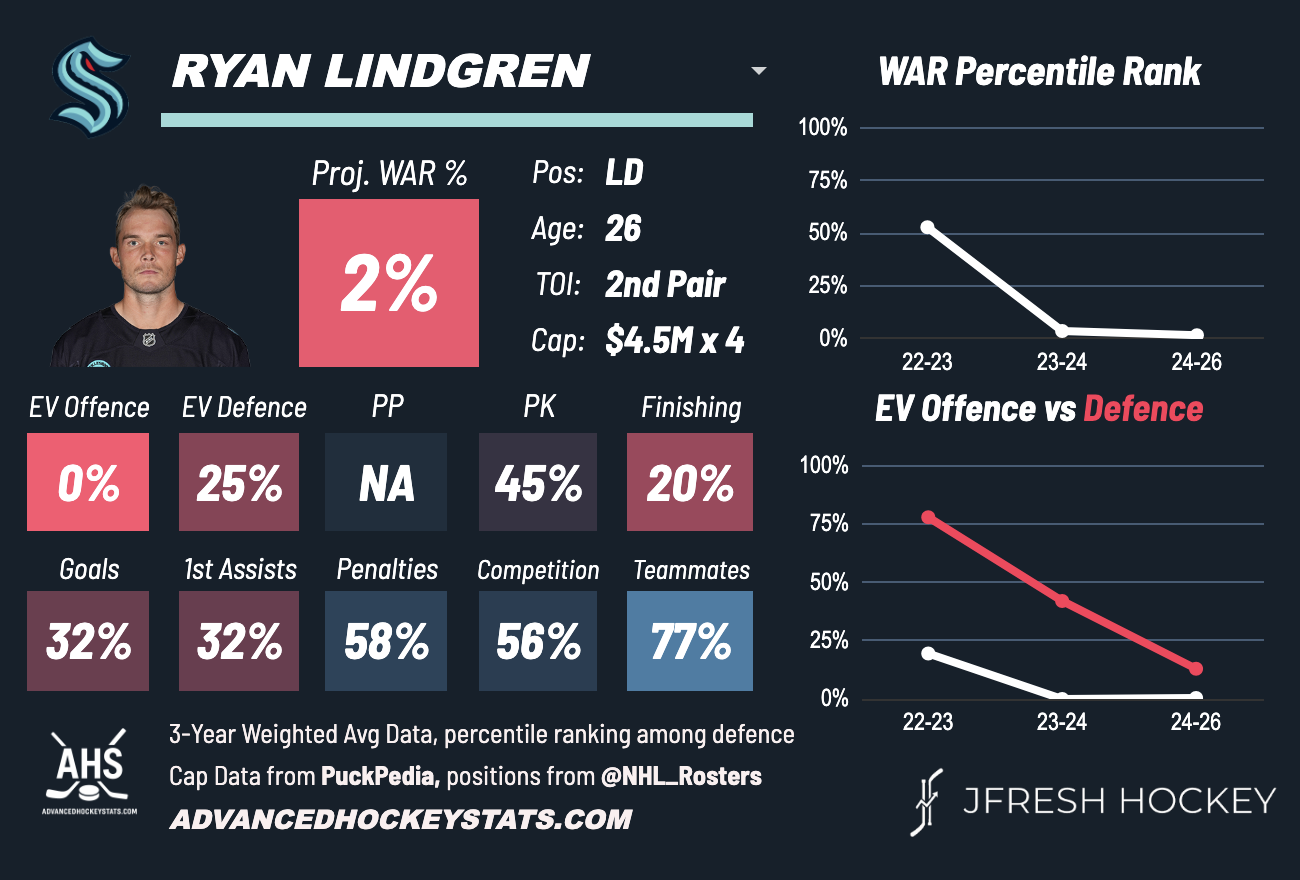 RYAN LINDGREN
Proj. WAR %
2%
Pos: LD
Age: 26
TOI: 2nd Pair
Cap: $4.5M x 4
EV Offence EV Defence PP PK Finishing
0% 25% NA 45% 20%
Goals 1st Assists Penalties Competition Teammates
32% 32% 58% 56% 77%
WAR Percentile Rank
100%
75%
50%
25%
0%
22-23 23-24 24-26
EV Offence vs Defence
100%
75%
50%
25%
0%
22-23 23-24 24-26
AHS
ADVANCEDHOCKEYSTATS.COM
3-Year Weighted Avg Data, percentile ranking among defence
Cap Data from PuckPedia, positions from @NHL_Rosters
ADVANCEDHOCKEYSTATS.COM
JFRESH HOCKEY